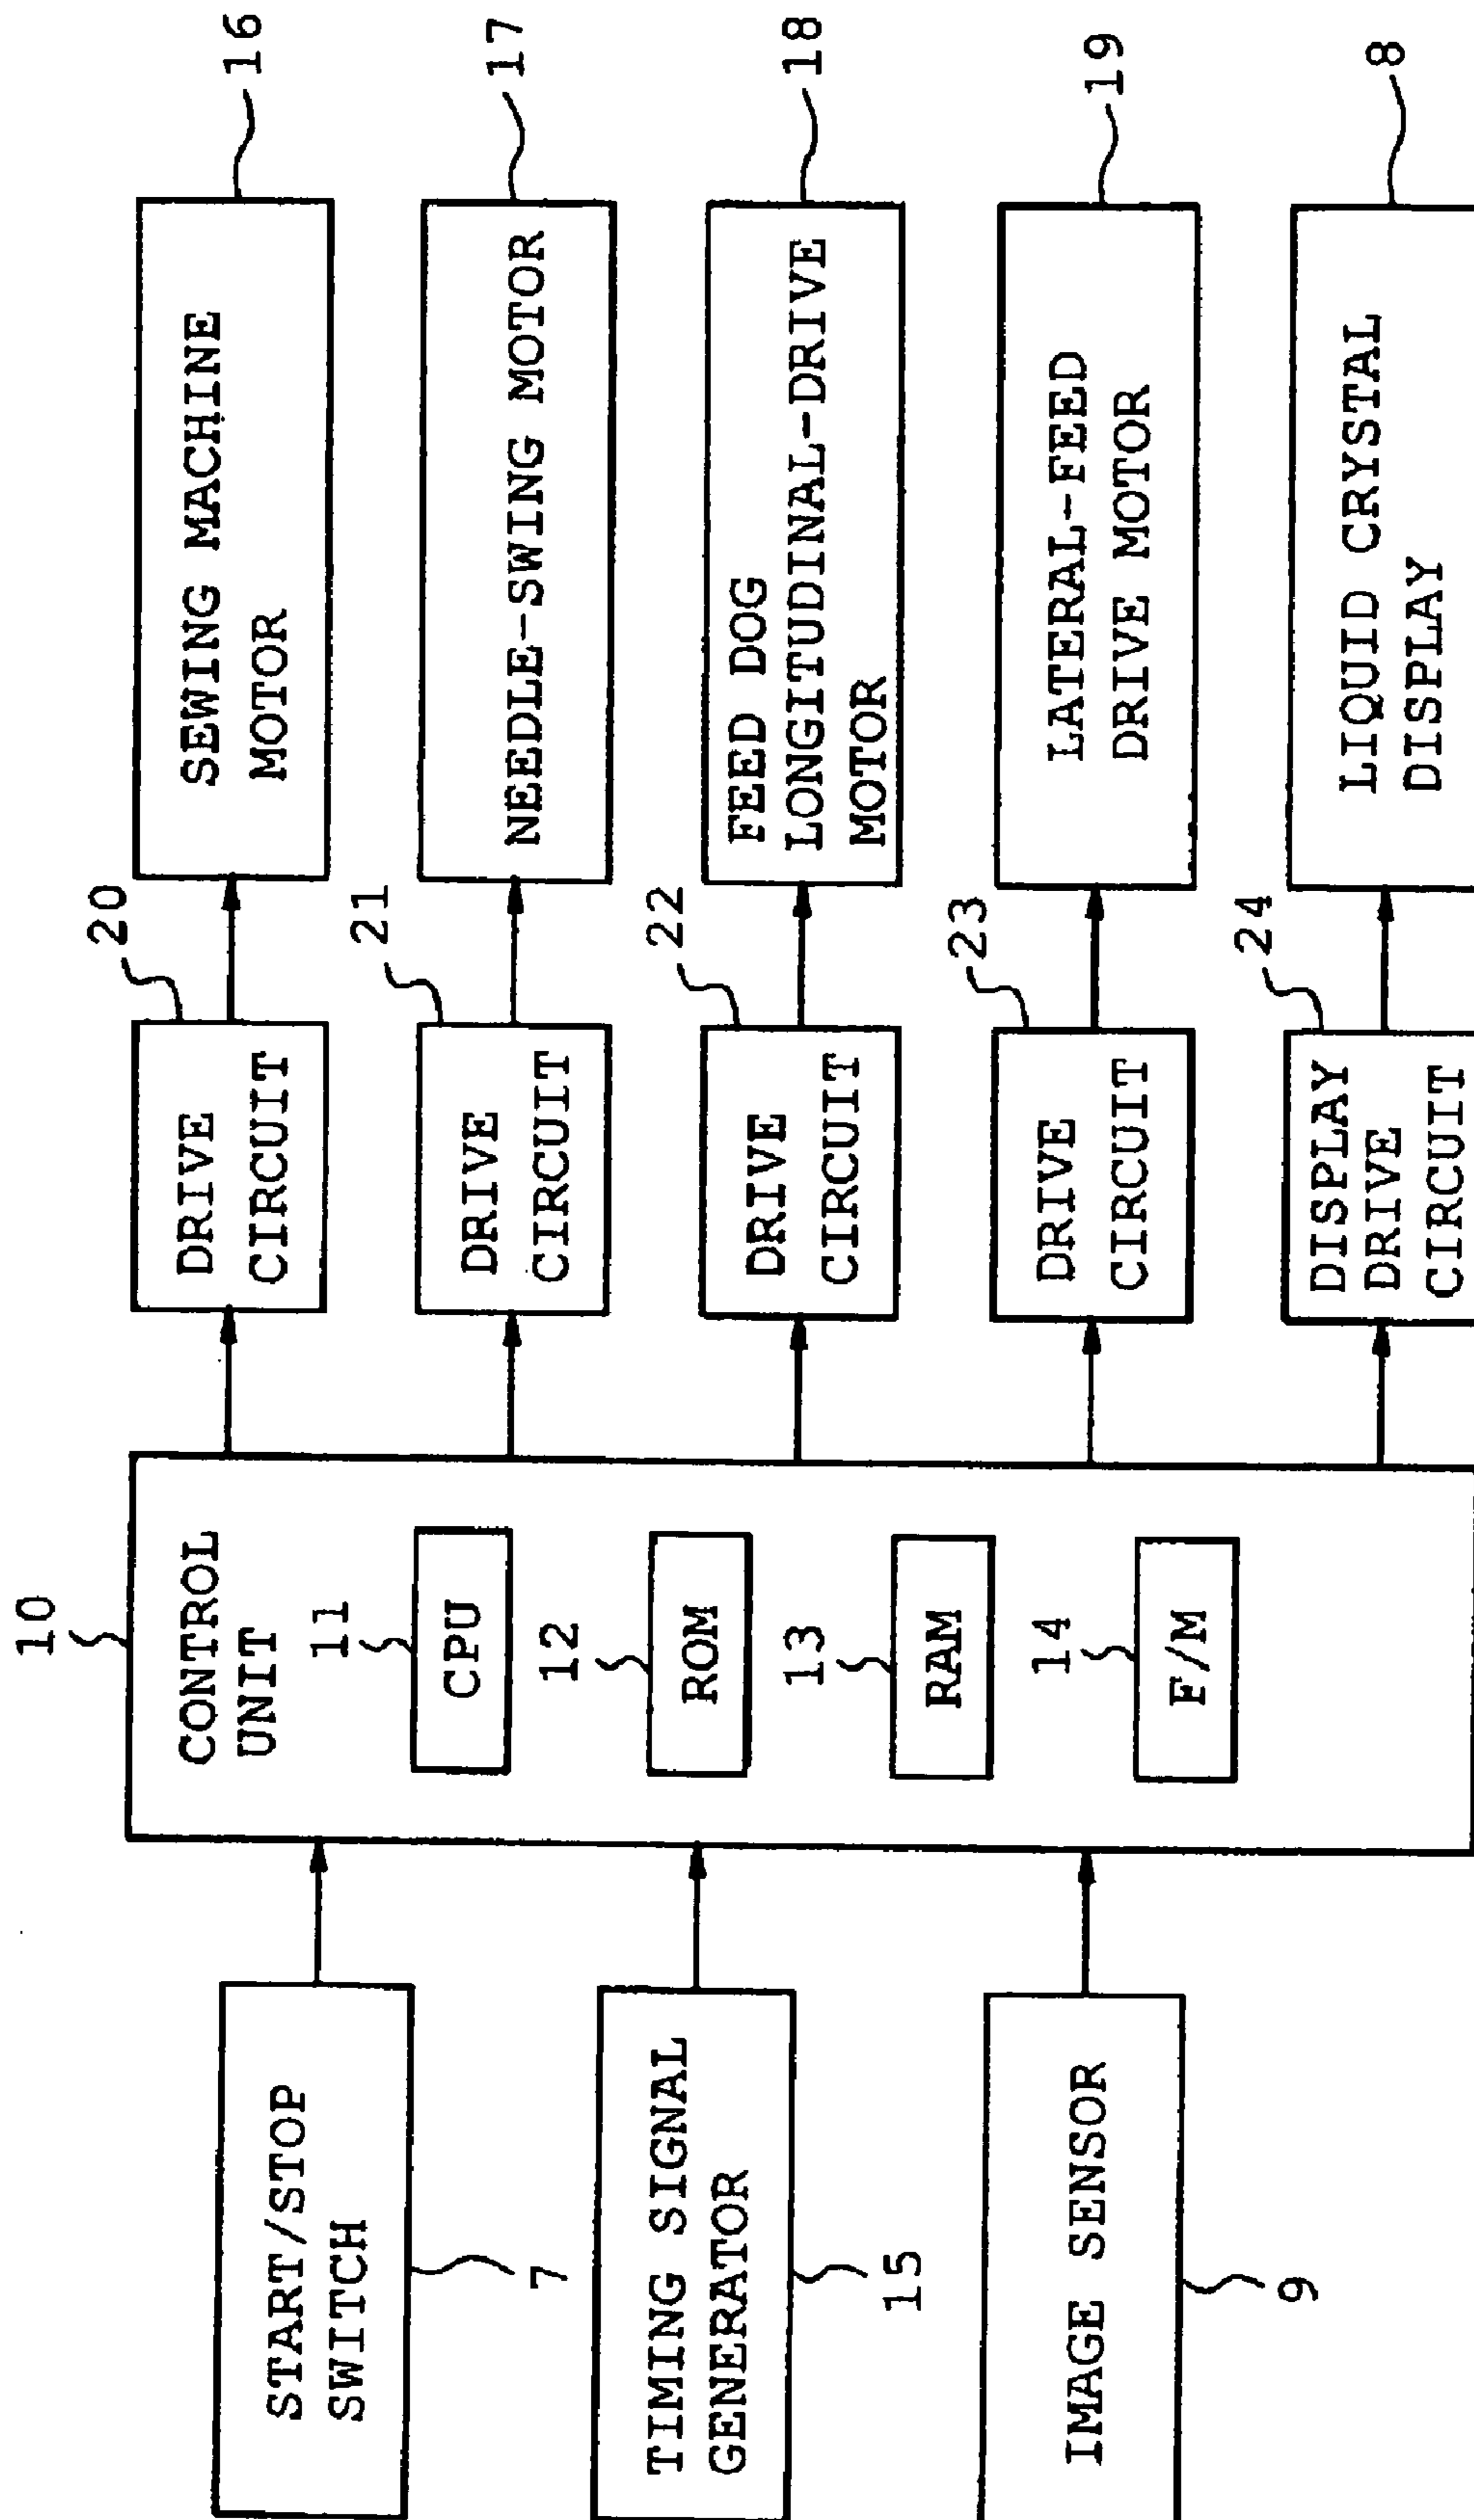 START/STOP
SWITCH
7
TIMING SIGNAL
GENERATOR
15
IMAGE SENSOR
9
10
CONTROL
UNIT
11
CPU
12
ROM
13
RAM
14
F/M
20
DRIVE
CIRCUIT
21
DRIVE
CIRCUIT
22
DRIVE
CIRCUIT
23
DRIVE
CIRCUIT
24
DISPLAY
DRIVE
CIRCUIT
SEWING MACHINE
MOTOR
16
NEEDLE-SWING MOTOR
17
FEED DOG
LONGITUDINAL-DRIVE
MOTOR
18
LATERAL-FEED
DRIVE MOTOR
19
LIQUID CRYSTAL
DISPLAY
8